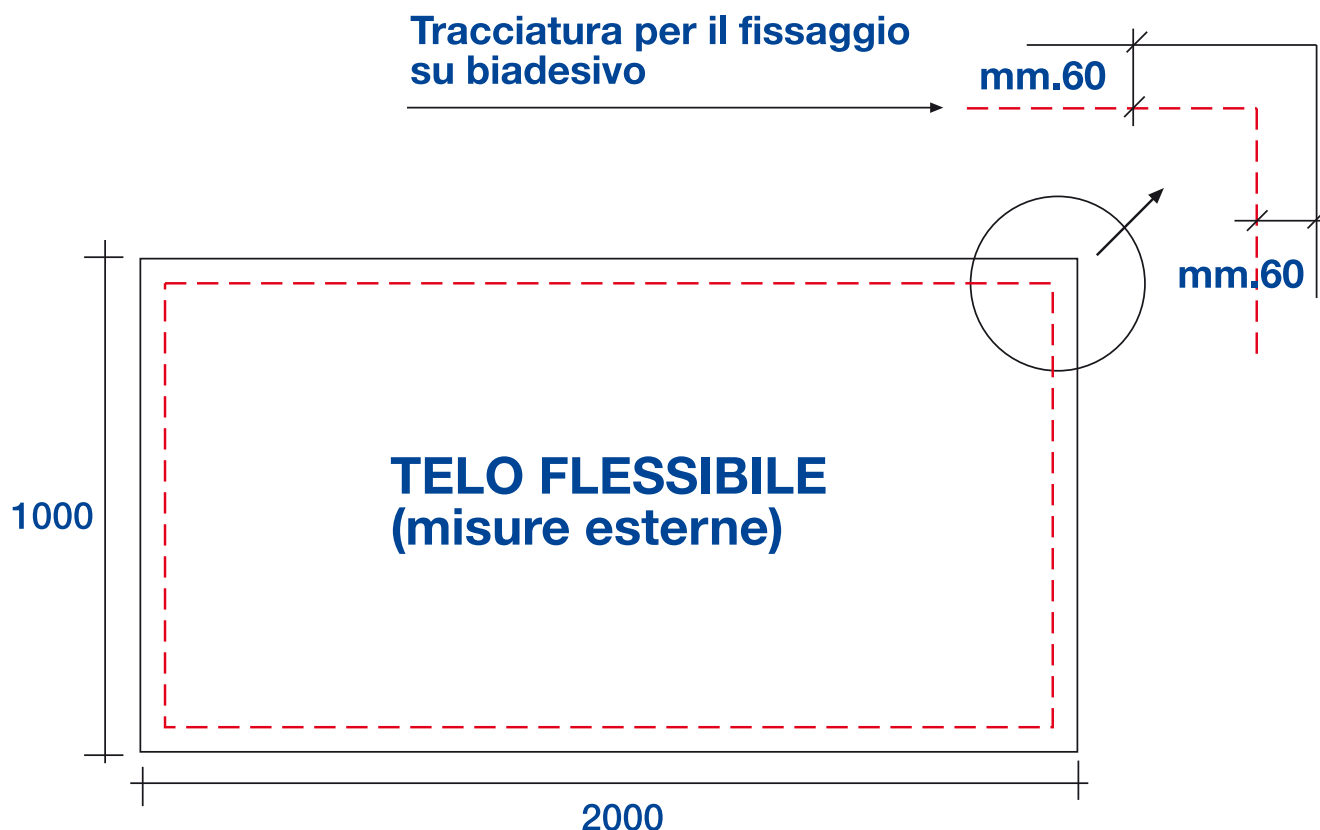 Tracciatura per il fissaggio
su biadesivo
mm.60
mm.60
TELO FLESSIBILE
(misure esterne)
1000
2000